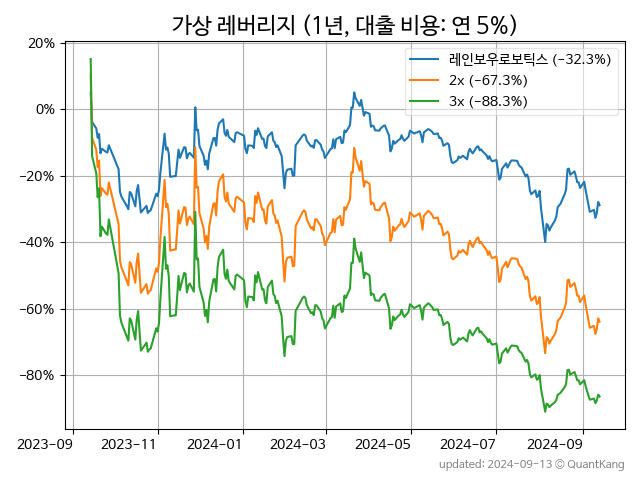 가상 레버리지 (1년, 대출 비용: 연 5%)
레인보우로보틱스 (−32.3%)
2x (−67.3%)
3x (−88.3%)
20%
0%
−20%
−40%
−60%
−80%
2023-09
2023-11
2024-01
2024-03
2024-05
2024-07
2024-09
updated: 2024-09-13 ⓒ QuantKang